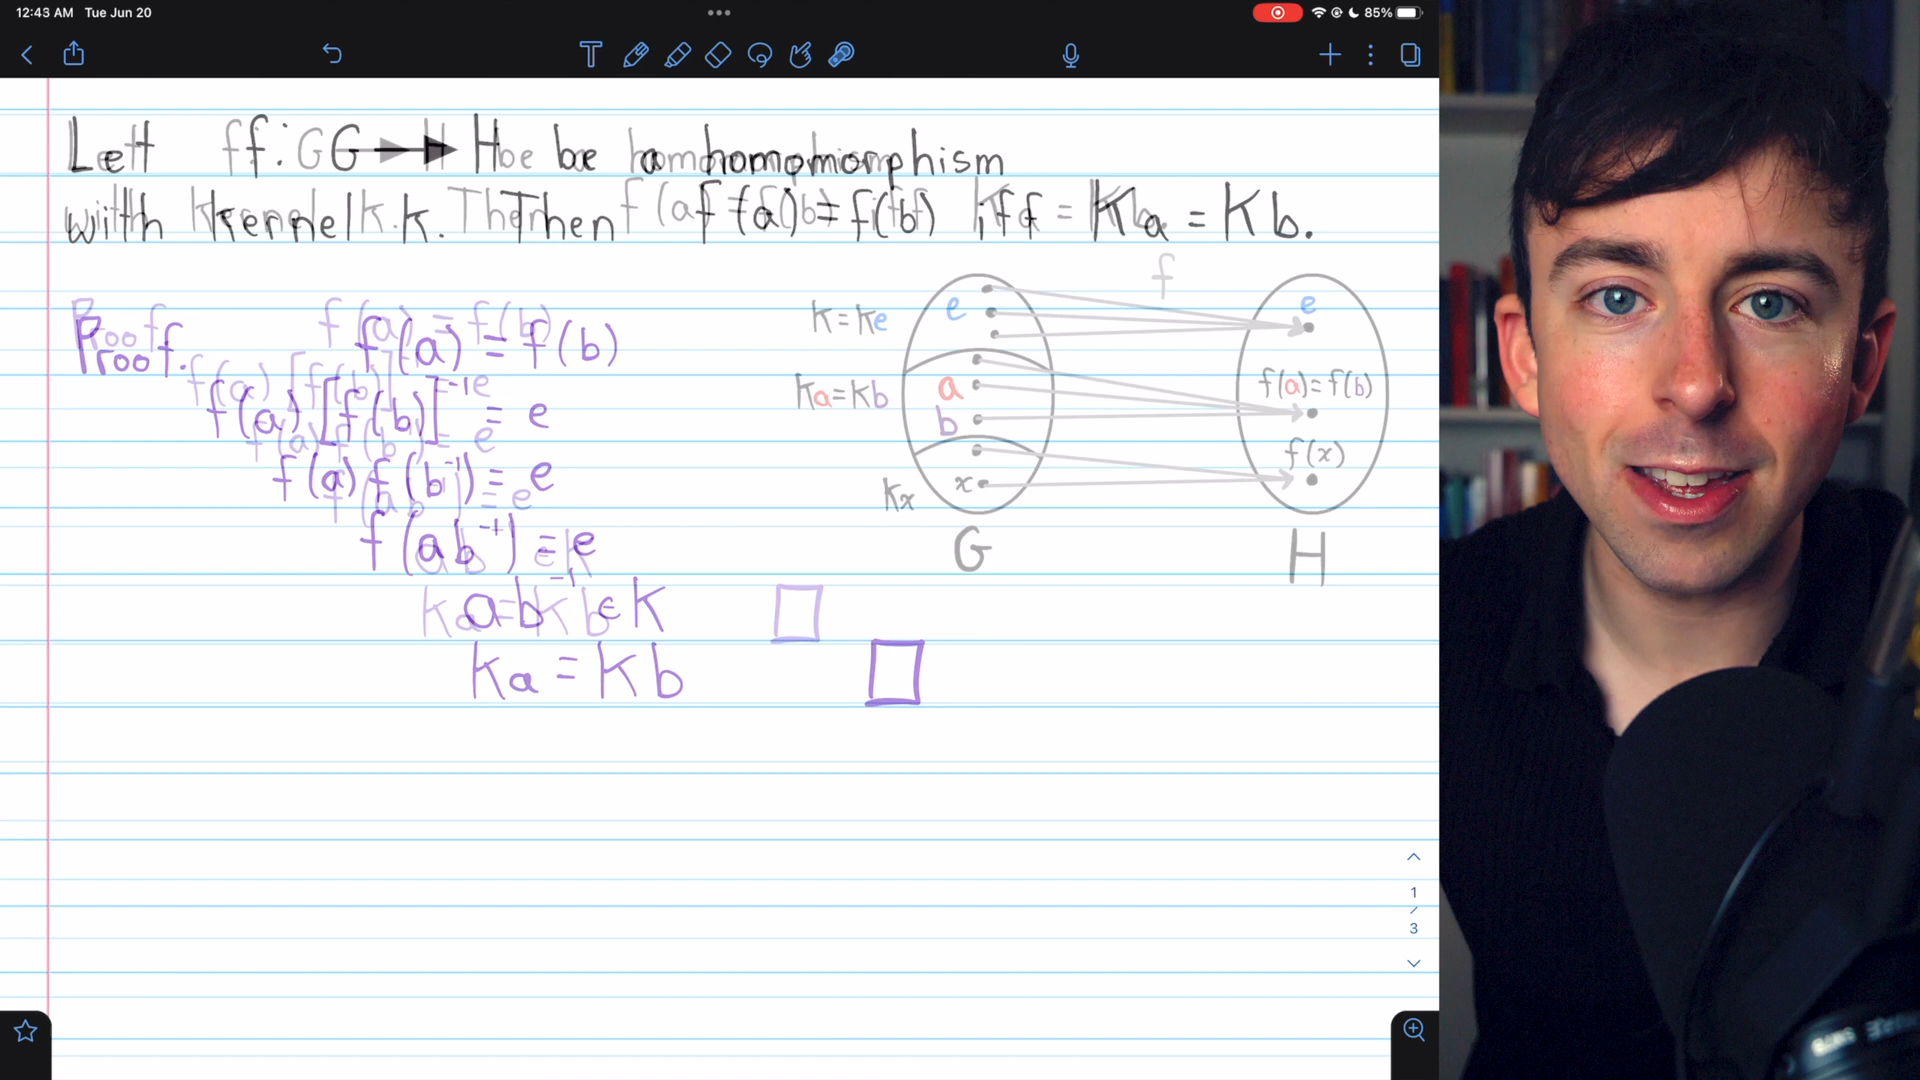 12:43 AM Tue Jun 20
85%
Let f: G → H be a homomorphism
with kernel K. Then f(a) = f(b) iff Ka = Kb.
Proof. f(a) = f(b)
f(a) [f(b)]⁻¹ = e
f(a) f(b⁻¹) = e
f(ab⁻¹) = e
ab⁻¹ ∈ K
Ka = Kb □
f
K = Ke e e
Ka = Kb a f(a) = f(b)
b
f(x)
Kx x
G H
1
/
3